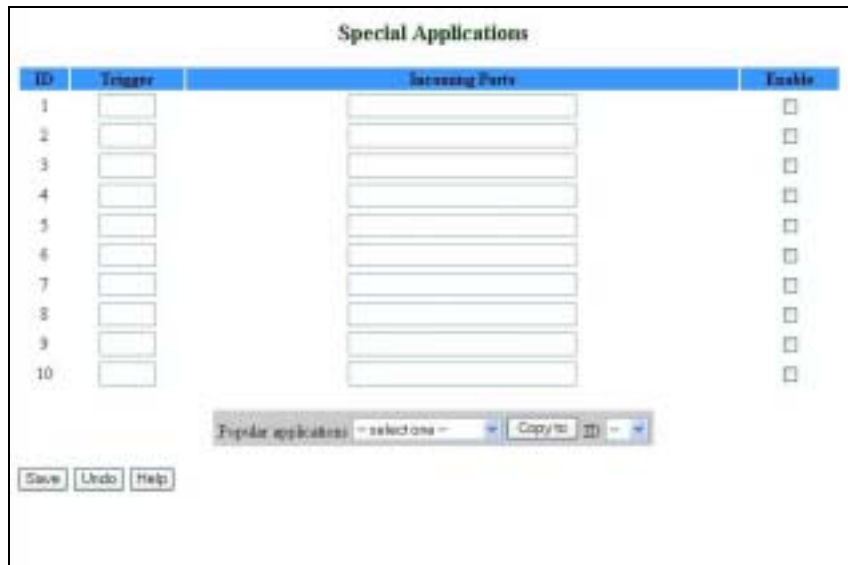 Special Applications
ID Trigger Incoming Ports Enable
1
2
3
4
5
6
7
8
9
10
Popular applications -- select one -- Copy to ID --
Save Undo Help